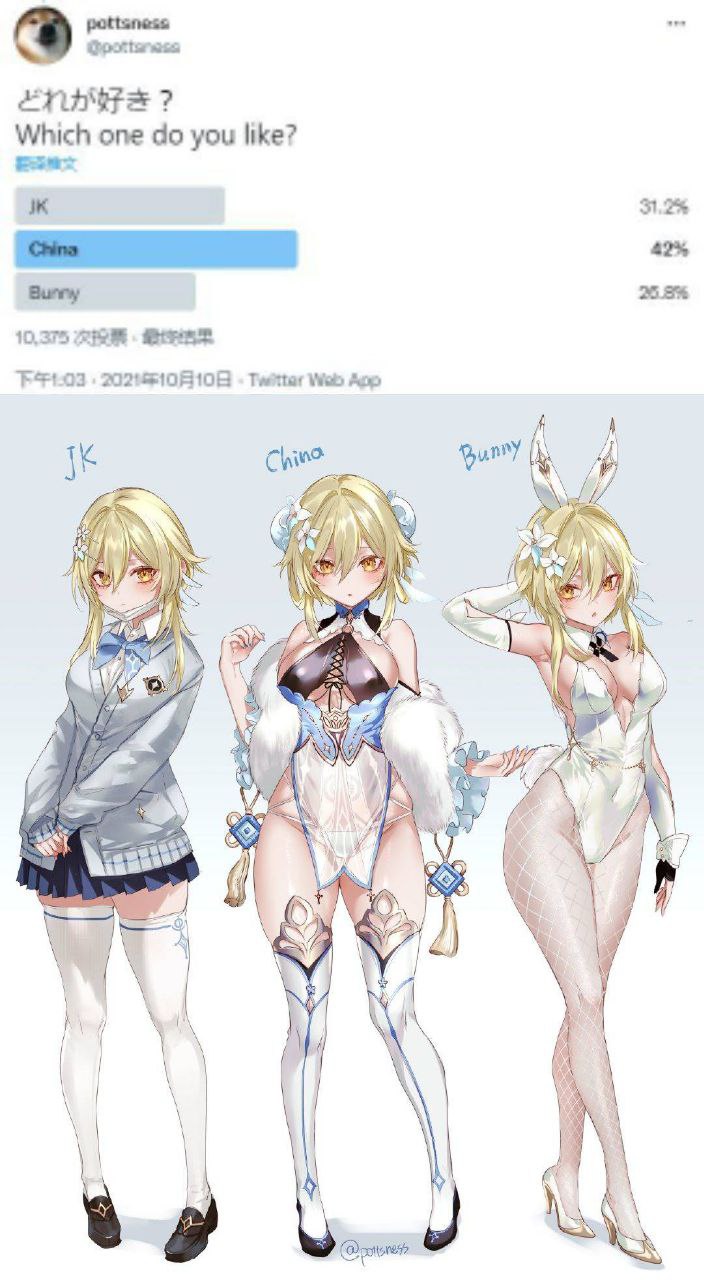 pottsness
@pottsness
どれが好き？
Which one do you like?
翻译推文
JK 31.2%
China 42%
Bunny 26.8%
10,375 次投票 · 最终结果
下午1:03 · 2021年10月10日 · Twitter Web App
JK
China
Bunny
@pottsness